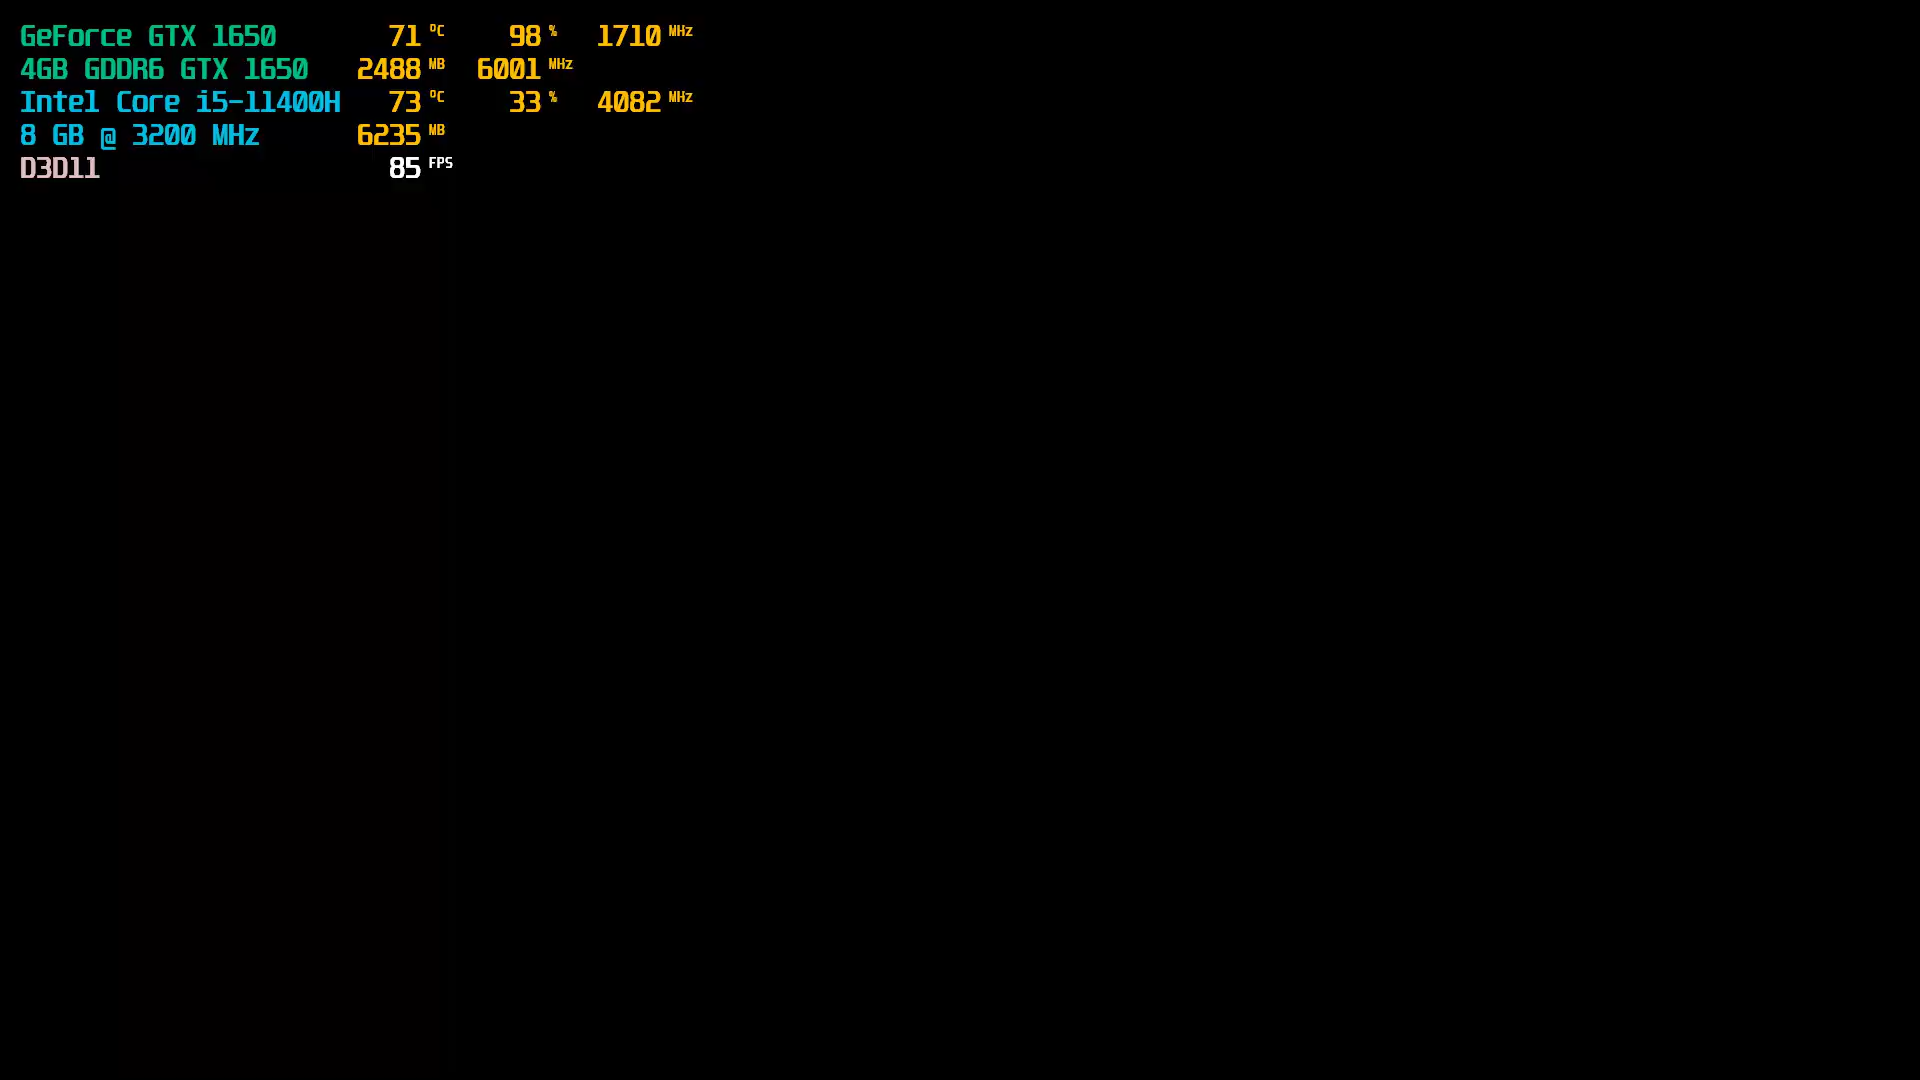 GeForce GTX 1650 71 °C 98 % 1710 MHz
4GB GDDR6 GTX 1650 2488 MB 6001 MHz
Intel Core i5-11400H 73 °C 33 % 4082 MHz
8 GB @ 3200 MHz 6235 MB
D3D11 85 FPS